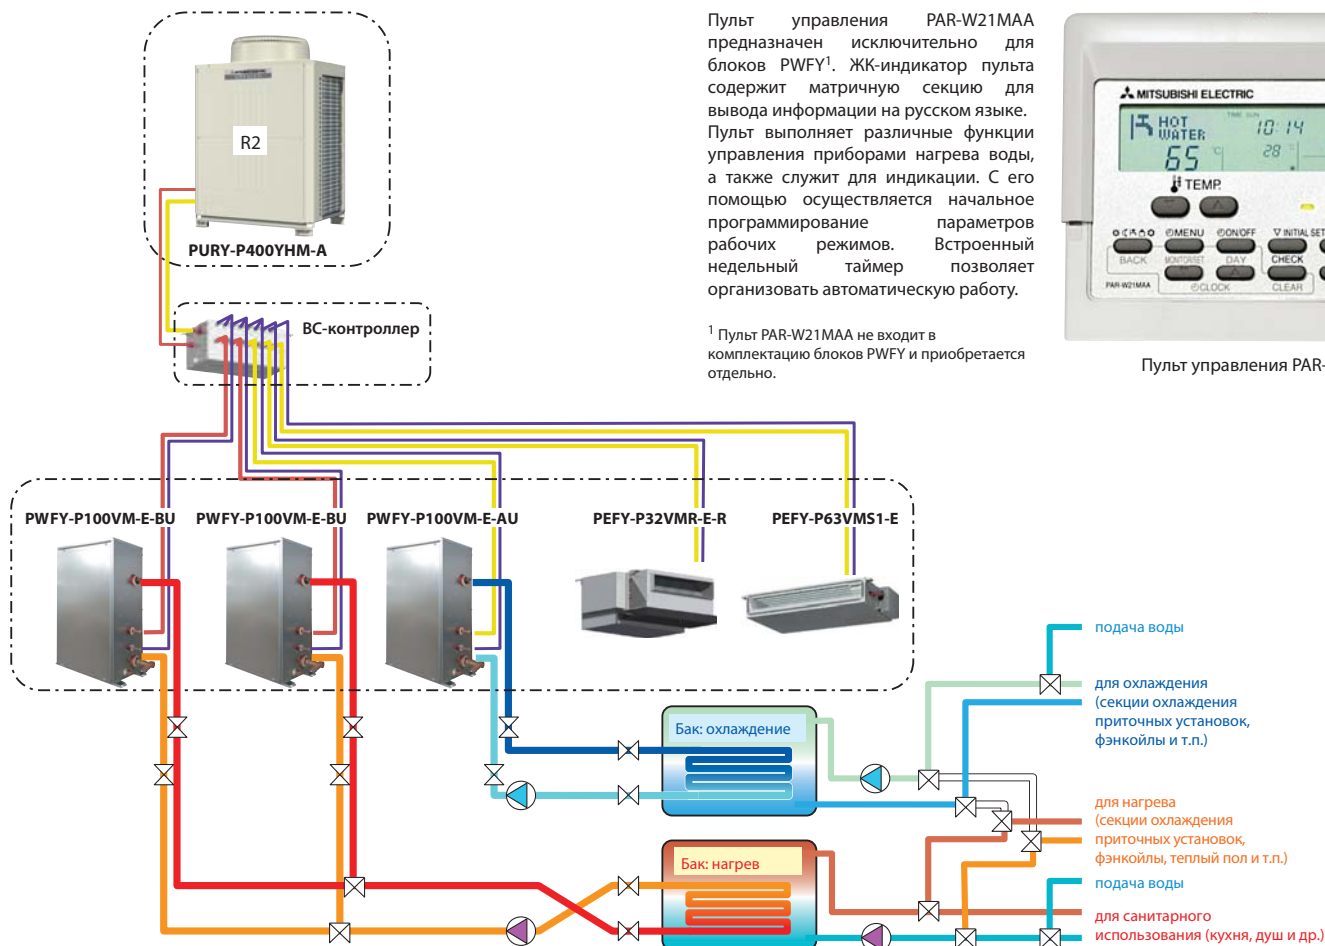 Пульт управления PAR-W21MAA
предназначен исключительно для
блоков PWFY¹. ЖК-индикатор пульта
содержит матричную секцию для
вывода информации на русском языке.
Пульт выполняет различные функции
управления приборами нагрева воды,
а также служит для индикации. С его
помощью осуществляется начальное
программирование параметров
рабочих режимов. Встроенный
недельный таймер позволяет
организовать автоматическую работу.
¹ Пульт PAR-W21MAA не входит в
комплектацию блоков PWFY и приобретается
отдельно.
MITSUBISHI ELECTRIC
HOT
WATER
TIME SUN
10:14
65 °C
28 °C
TEMP.
MENU
ON/OFF
INITIAL SET
BACK
MONITOR/SET
DAY
CHECK
PAR-W21MAA
CLOCK
CLEAR
Пульт управления PAR-
R2
PURY-P400YHM-A
BC-контроллер
PWFY-P100VM-E-BU
PWFY-P100VM-E-BU
PWFY-P100VM-E-AU
PEFY-P32VMR-E-R
PEFY-P63VMS1-E
Бак: охлаждение
Бак: нагрев
подача воды
для охлаждения
(секции охлаждения
приточных установок,
фэнкойлы и т.п.)
для нагрева
(секции охлаждения
приточных установок,
фэнкойлы, теплый пол и т.п.)
подача воды
для санитарного
использования (кухня, душ и др.)